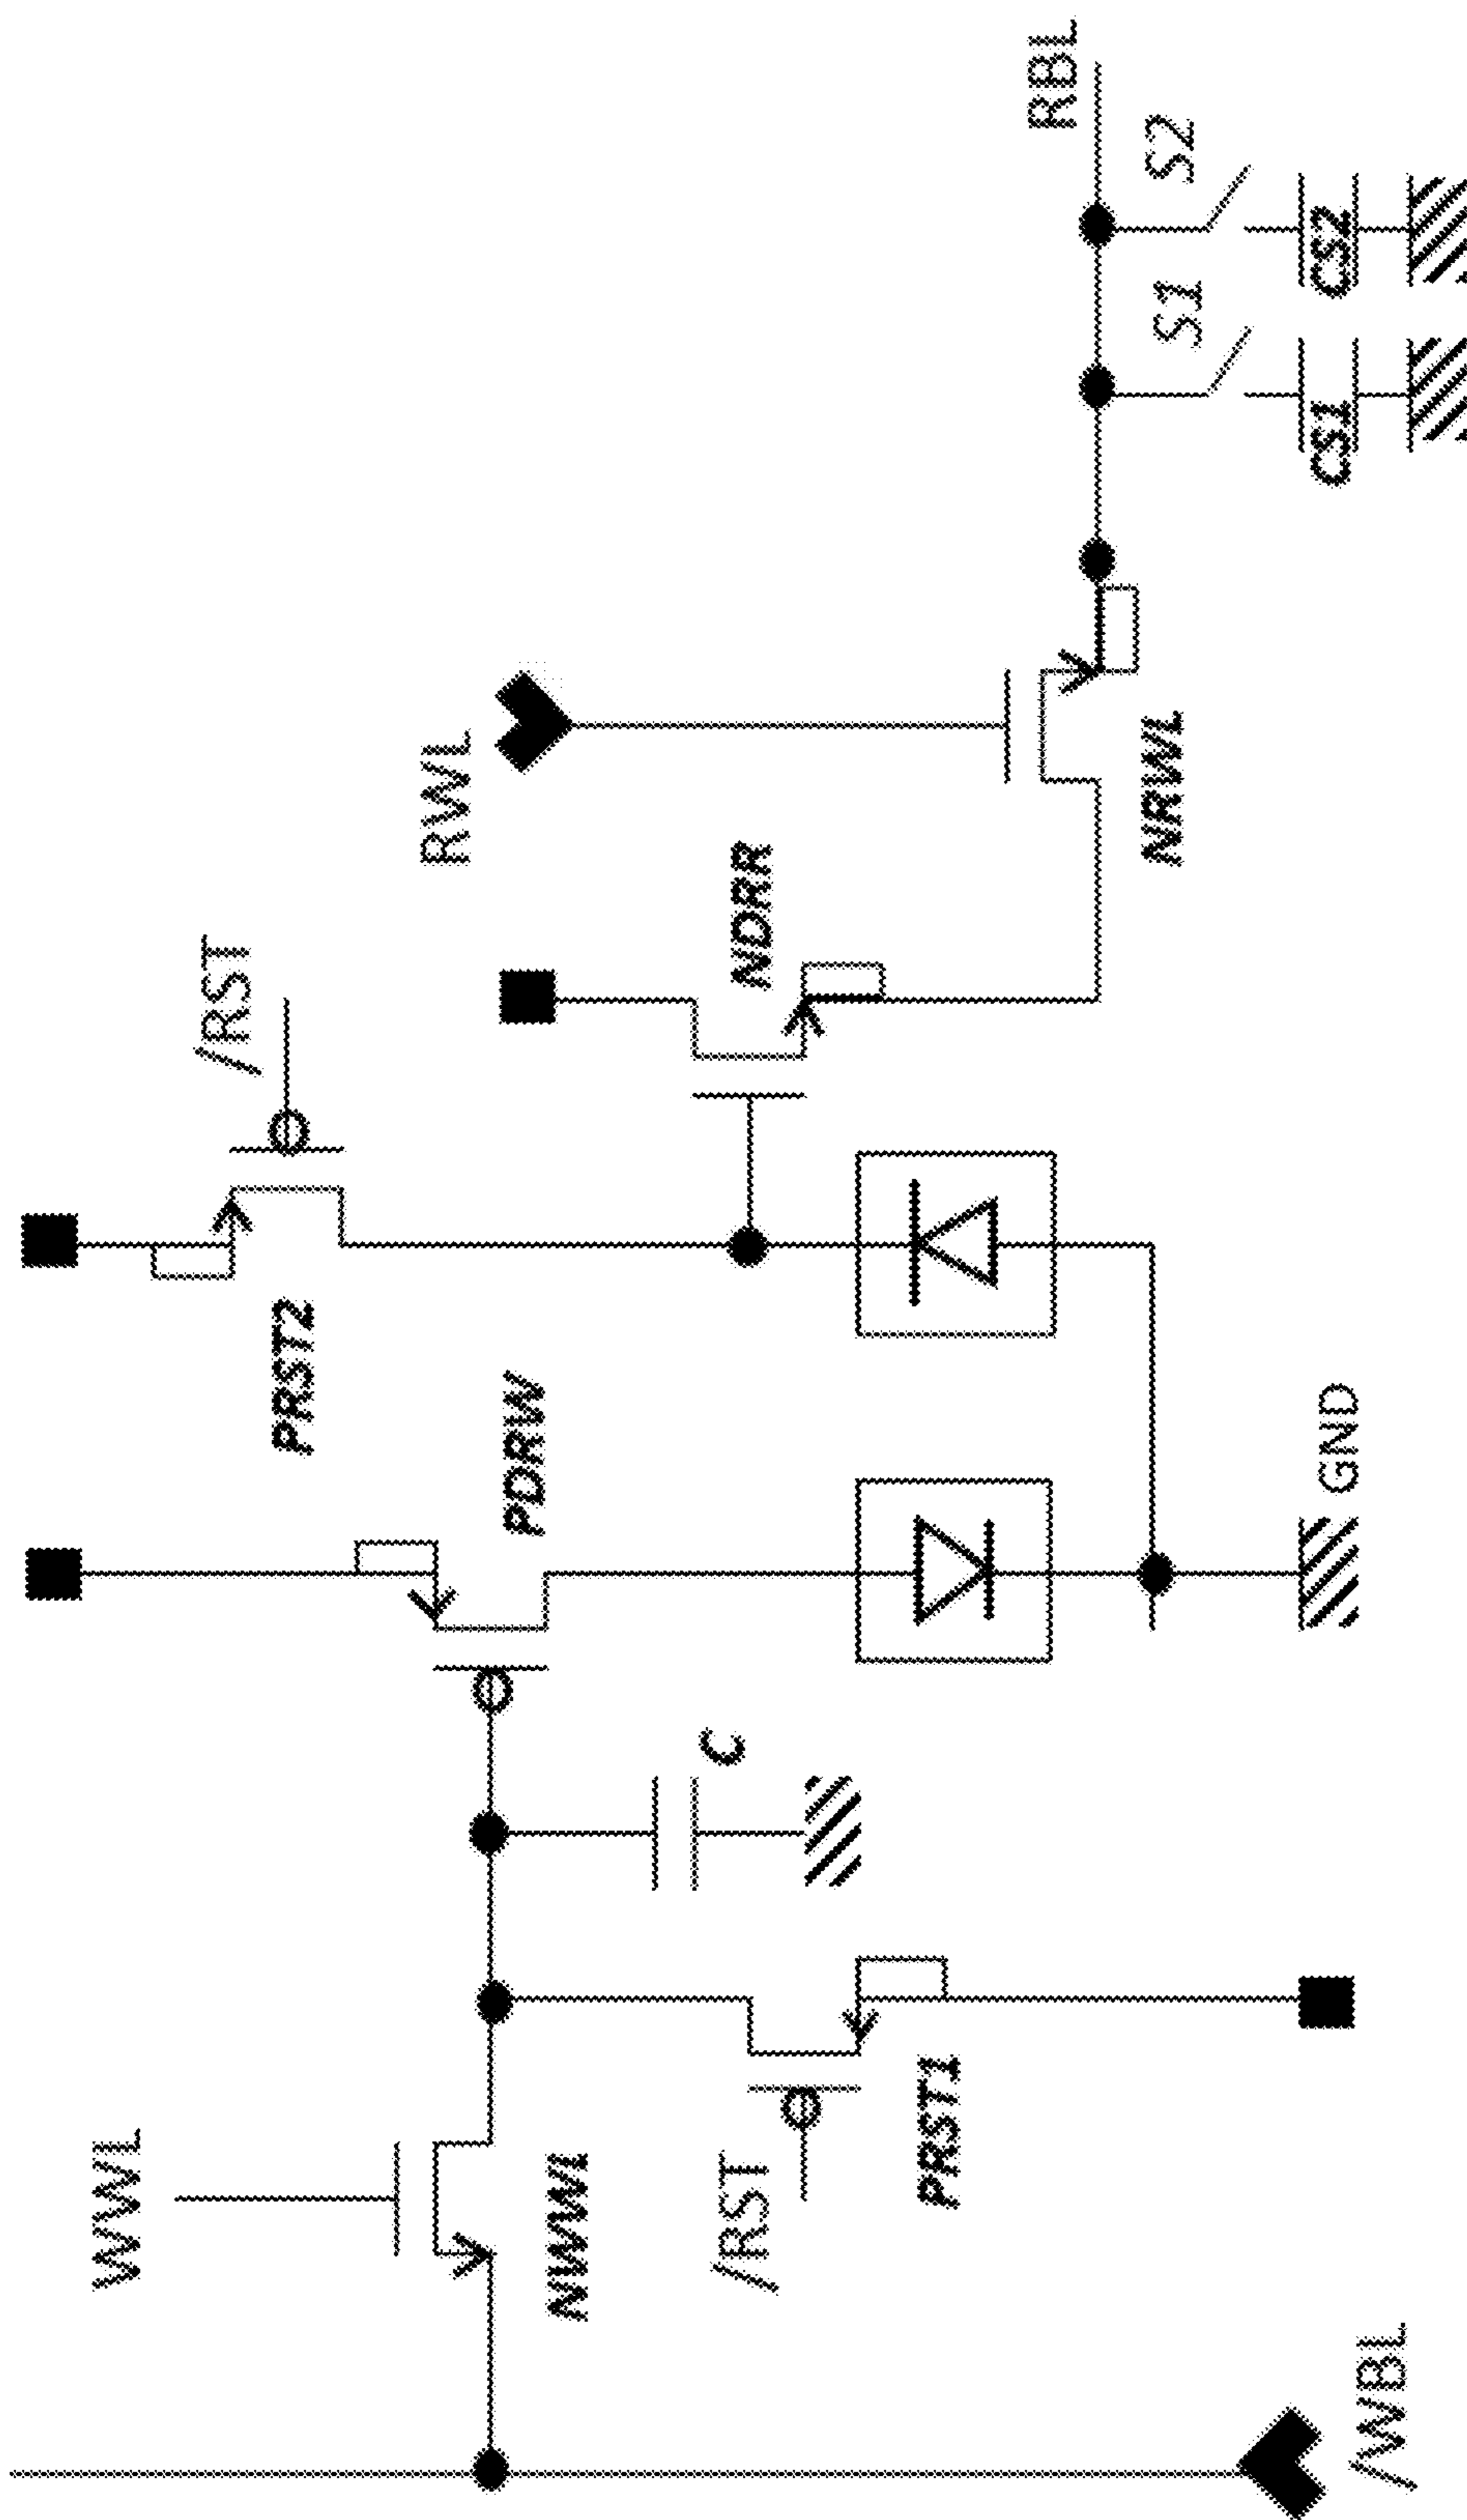 WWL
NWWL
/WBL
/RST
PRST1
C
PDRW
GND
PRST2
/RST
NDRR
RWL
NRWL
RBL
S1
S2
CS1
CS2